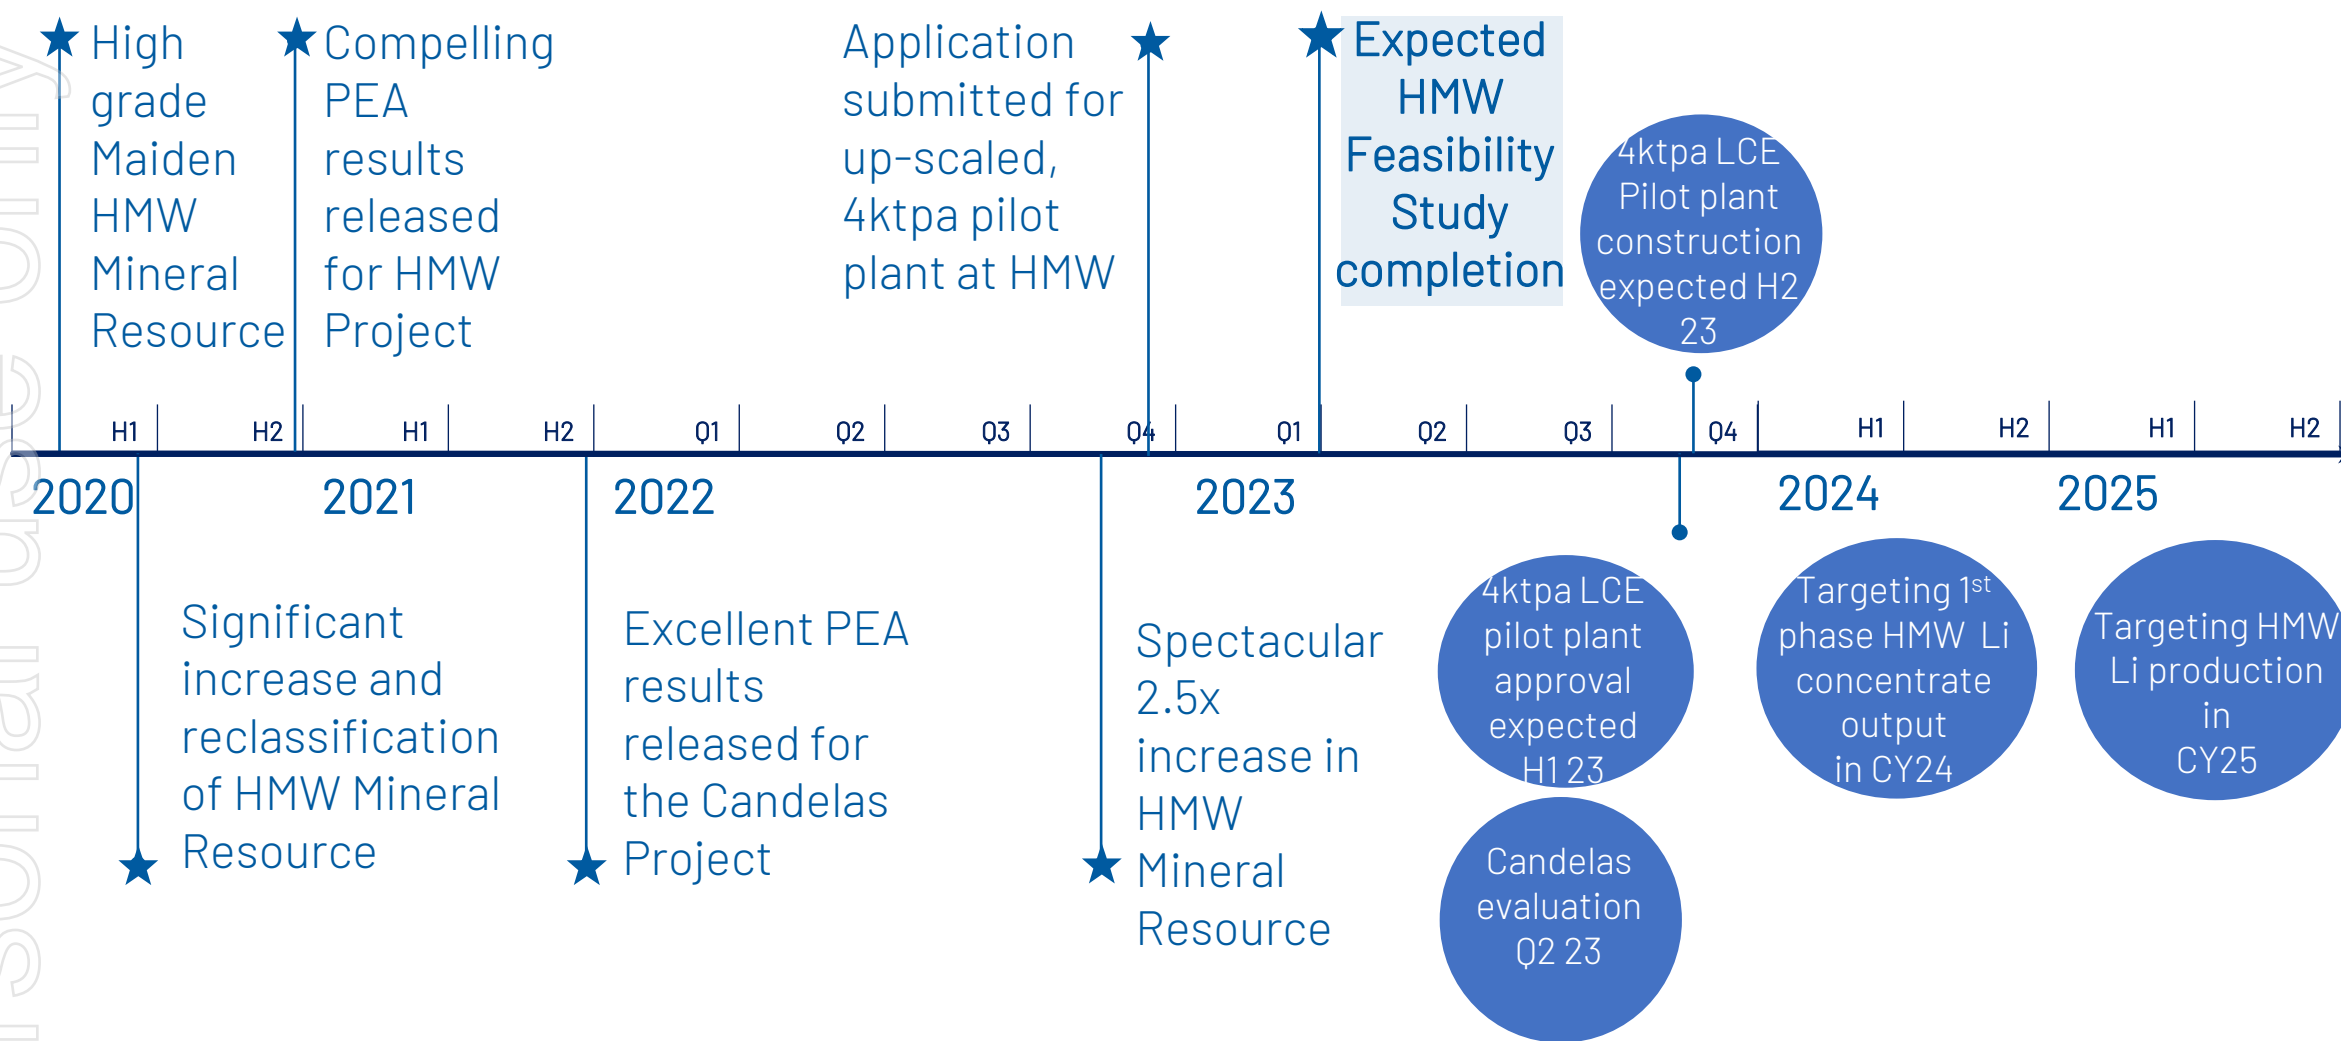 High
grade
Maiden
HMW
Mineral
Resource
Compelling
PEA
results
released
for HMW
Project
Application
submitted for
up-scaled,
4ktpa pilot
plant at HMW
Expected
HMW
Feasibility
Study
completion
4ktpa LCE
Pilot plant
construction
expected H2
23
H1 H2 H1 H2 Q1 Q2 Q3 Q4 Q1 Q2 Q3 Q4 H1 H2 H1 H2
2020 2021 2022 2023 2024 2025
Significant
increase and
reclassification
of HMW Mineral
Resource
Excellent PEA
results
released for
the Candelas
Project
Spectacular
2.5x
increase in
HMW
Mineral
Resource
4ktpa LCE
pilot plant
approval
expected
H1 23
Candelas
evaluation
Q2 23
Targeting 1st
phase HMW Li
concentrate
output
in CY24
Targeting HMW
Li production
in
CY25
rsonal use only